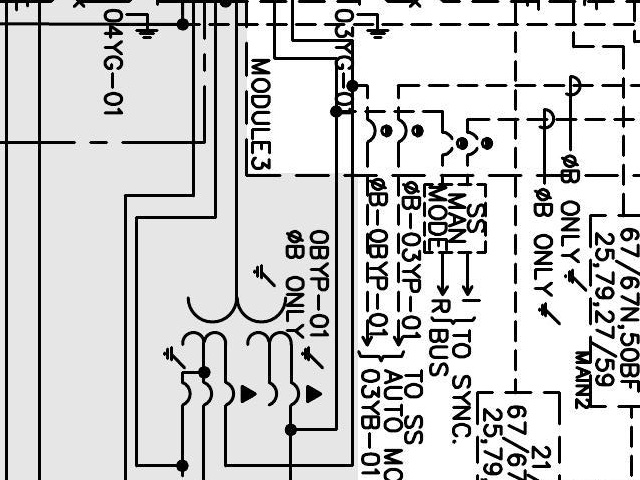 04YG-01
03YG-01
MODULE3
ØB ONLY
ØB ONLY
67/67N,50BF
25,79,27/59
MAN2
SS
MAN
MODE
ØB-03YP-01
ØB-0BYP-01
0BYP-01
ØB ONLY
I
R
} TO SYNC.
BUS
TO SS
AUTO MO
03YB-01
21
67/67
25,79,